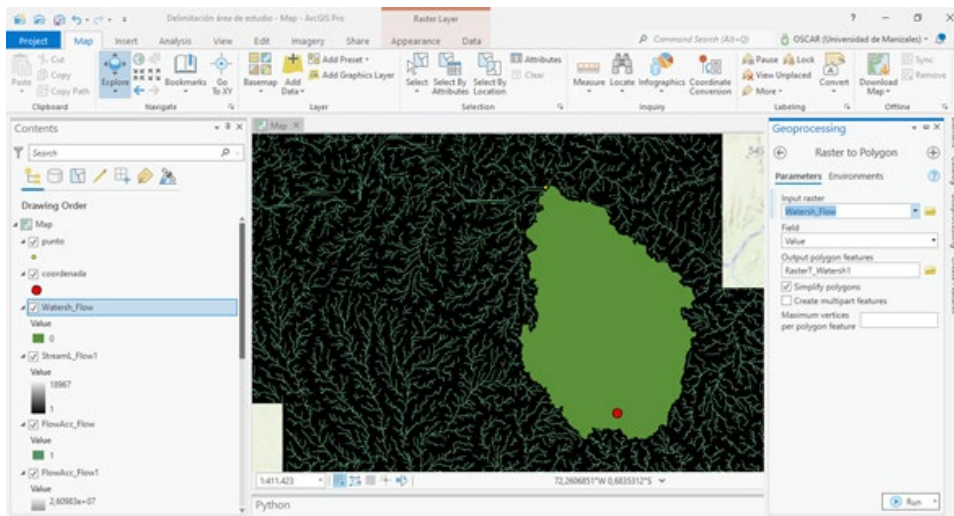 Delimitación área de estudio - Map - ArcGIS Pro
Raster Layer
Command Search (Alt+Q)
OSCAR (Universidad de Manizales)
Project Map Insert Analysis View Edit Imagery Share Appearance Data
Paste
Cut
Copy
Copy Path
Explore
Bookmarks
Go To XY
Basemap
Add Data
Add Preset
Add Graphics Layer
Select
Select By Attributes
Select By Location
Attributes
Clear
Measure
Locate
Infographics
Coordinate Conversion
Pause
Lock
View Unplaced
More
Convert
Download Map
Sync
Remove
Clipboard
Navigate
Layer
Selection
Inquiry
Labeling
Offline
Contents
Search
Drawing Order
Map
punto
coordenada
Watersh_Flow
Value
0
StreamL_Flow1
Value
18967
1
FlowAcc_Flow
Value
1
FlowAcc_Flow1
Value
2,60983e+07
Map
1:411.423
72,2606851°W 0,6835312°S
Python
Geoprocessing
Raster to Polygon
Parameters Environments
Input raster
Watersh_Flow
Field
Value
Output polygon features
RasterT_Watersh1
Simplify polygons
Create multipart features
Maximum vertices
per polygon feature
Run